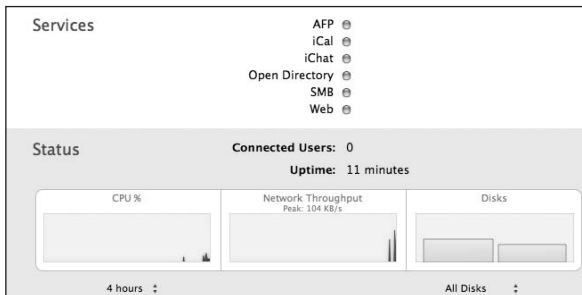 Services
AFP
iCal
iChat
Open Directory
SMB
Web
Status
Connected Users: 0
Uptime: 11 minutes
CPU %
Network Throughput
Peak: 104 KB/s
Disks
4 hours
All Disks